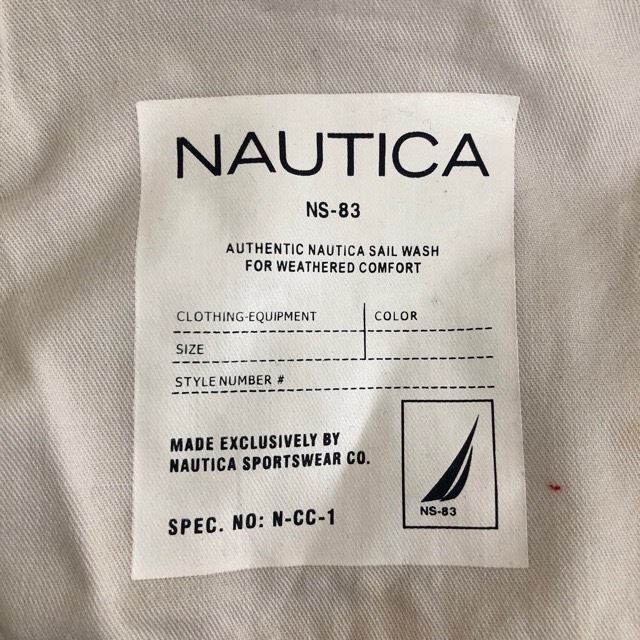 NAUTICA
NS-83
AUTHENTIC NAUTICA SAIL WASH
FOR WEATHERED COMFORT
CLOTHING-EQUIPMENT COLOR
SIZE
STYLE NUMBER #
MADE EXCLUSIVELY BY
NAUTICA SPORTSWEAR CO.
NS-83
SPEC. NO: N-CC-1